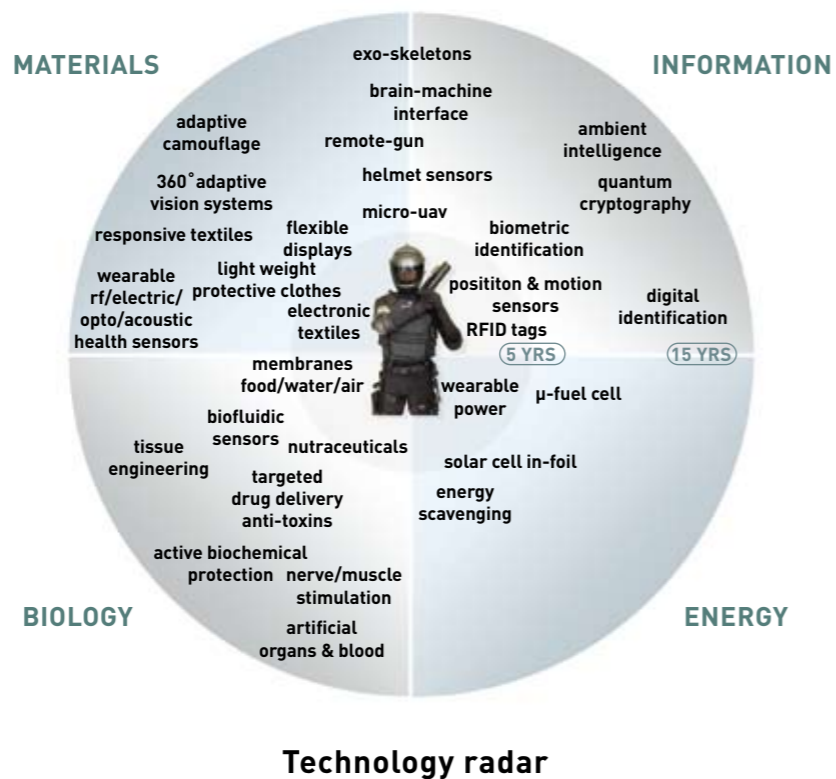 MATERIALS
INFORMATION
exo-skeletons
brain-machine
interface
remote-gun
helmet sensors
micro-uav
adaptive
camouflage
360°adaptive
vision systems
responsive textiles
flexible
displays
wearable
rf/electric/
opto/acoustic
health sensors
light weight
protective clothes
electronic
textiles
ambient
intelligence
quantum
cryptography
biometric
identification
posititon & motion
sensors
RFID tags
digital
identification
5 YRS
15 YRS
membranes
food/water/air
biofluidic
sensors
nutraceuticals
tissue
engineering
targeted
drug delivery
anti-toxins
active biochemical
protection
nerve/muscle
stimulation
artificial
organs & blood
wearable
power
µ-fuel cell
solar cell in-foil
energy
scavenging
BIOLOGY
ENERGY
Technology radar